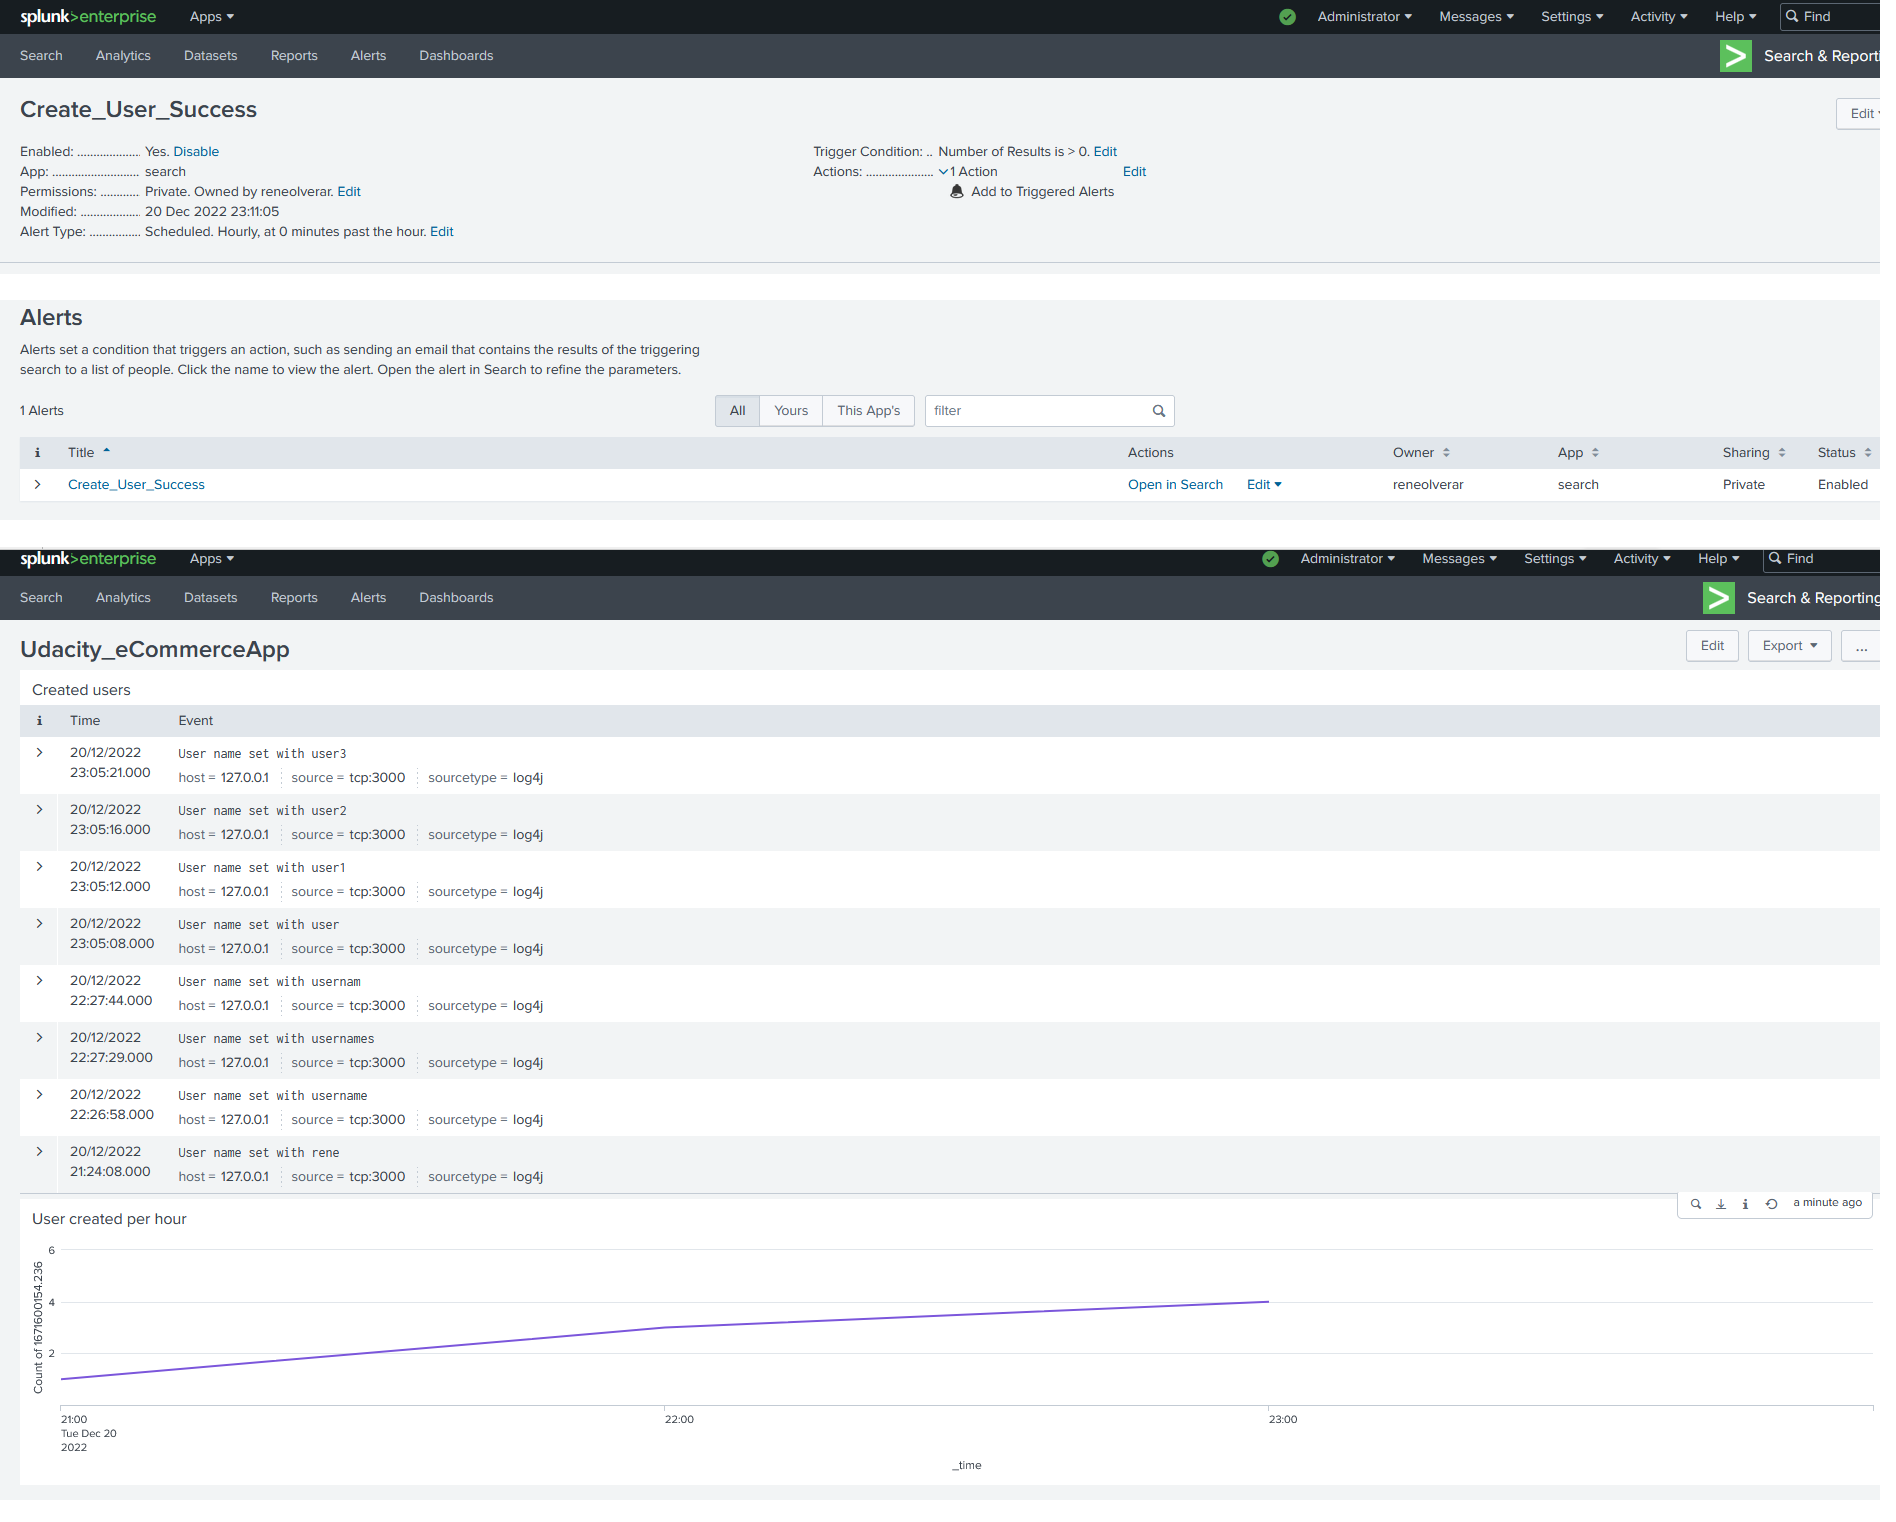 splunk>enterprise Apps Administrator Messages Settings Activity Help Find
Search Analytics Datasets Reports Alerts Dashboards Search & Reporti
Create_User_Success Edit
Enabled: .................... Yes. Disable Trigger Condition: .. Number of Results is > 0. Edit
App: ........................... search Actions: ..................... 1 Action Edit
Permissions: ............ Private. Owned by reneolverar. Edit Add to Triggered Alerts
Modified: ................... 20 Dec 2022 23:11:05
Alert Type: ................ Scheduled. Hourly, at 0 minutes past the hour. Edit
Alerts
Alerts set a condition that triggers an action, such as sending an email that contains the results of the triggering
search to a list of people. Click the name to view the alert. Open the alert in Search to refine the parameters.
1 Alerts All Yours This App's filter
i Title Actions Owner App Sharing Status
Create_User_Success Open in Search Edit reneolverar search Private Enabled
splunk>enterprise Apps Administrator Messages Settings Activity Help Find
Search Analytics Datasets Reports Alerts Dashboards Search & Reporting
Udacity_eCommerceApp Edit Export ...
Created users
i Time Event
20/12/2022 User name set with user3
23:05:21.000 host = 127.0.0.1 source = tcp:3000 sourcetype = log4j
20/12/2022 User name set with user2
23:05:16.000 host = 127.0.0.1 source = tcp:3000 sourcetype = log4j
20/12/2022 User name set with user1
23:05:12.000 host = 127.0.0.1 source = tcp:3000 sourcetype = log4j
20/12/2022 User name set with user
23:05:08.000 host = 127.0.0.1 source = tcp:3000 sourcetype = log4j
20/12/2022 User name set with usernam
22:27:44.000 host = 127.0.0.1 source = tcp:3000 sourcetype = log4j
20/12/2022 User name set with usernames
22:27:29.000 host = 127.0.0.1 source = tcp:3000 sourcetype = log4j
20/12/2022 User name set with username
22:26:58.000 host = 127.0.0.1 source = tcp:3000 sourcetype = log4j
20/12/2022 User name set with rene
21:24:08.000 host = 127.0.0.1 source = tcp:3000 sourcetype = log4j
i a minute ago
User created per hour
Count of 1671600154.236
6
4
2
21:00 22:00 23:00
Tue Dec 20
2022
_time